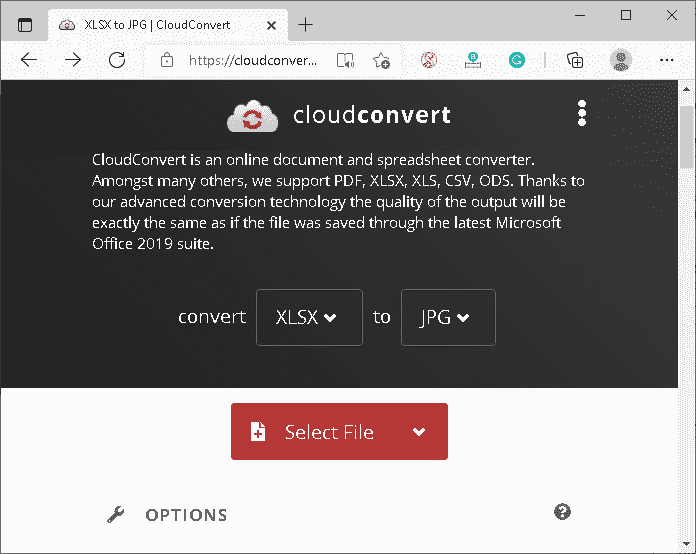 XLSX to JPG | CloudConvert
https://cloudconver...
cloudconvert
CloudConvert is an online document and spreadsheet converter.
Amongst many others, we support PDF, XLSX, XLS, CSV, ODS. Thanks to
our advanced conversion technology the quality of the output will be
exactly the same as if the file was saved through the latest Microsoft
Office 2019 suite.
convert XLSX to JPG
Select File
OPTIONS